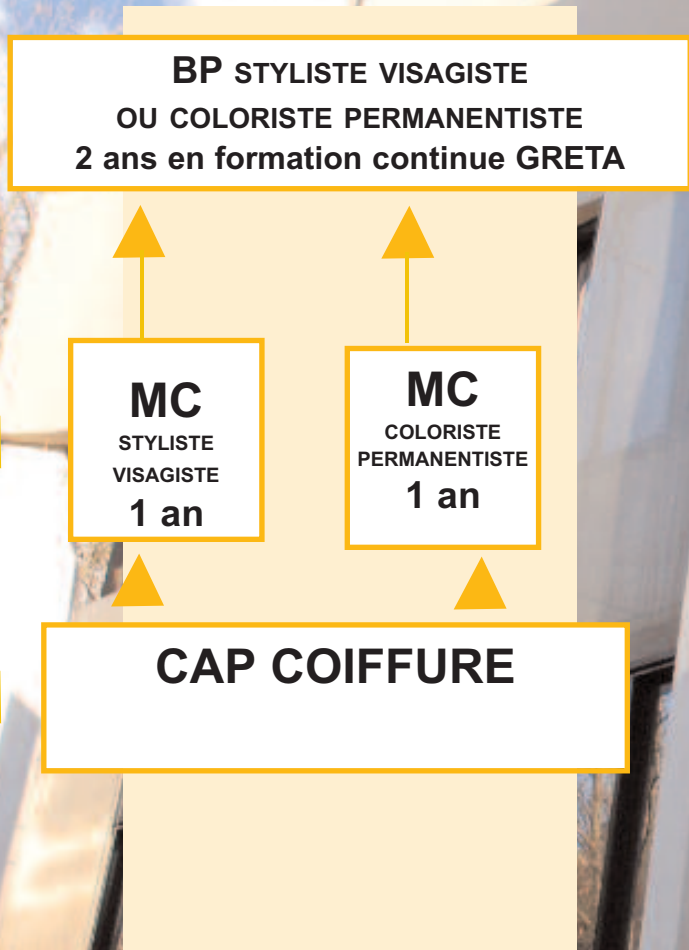 BP STYLISTE VISAGISTE
OU COLORISTE PERMANENTISTE
2 ans en formation continue GRETA
MC
STYLISTE
VISAGISTE
1 an
MC
COLORISTE
PERMANENTISTE
1 an
CAP COIFFURE